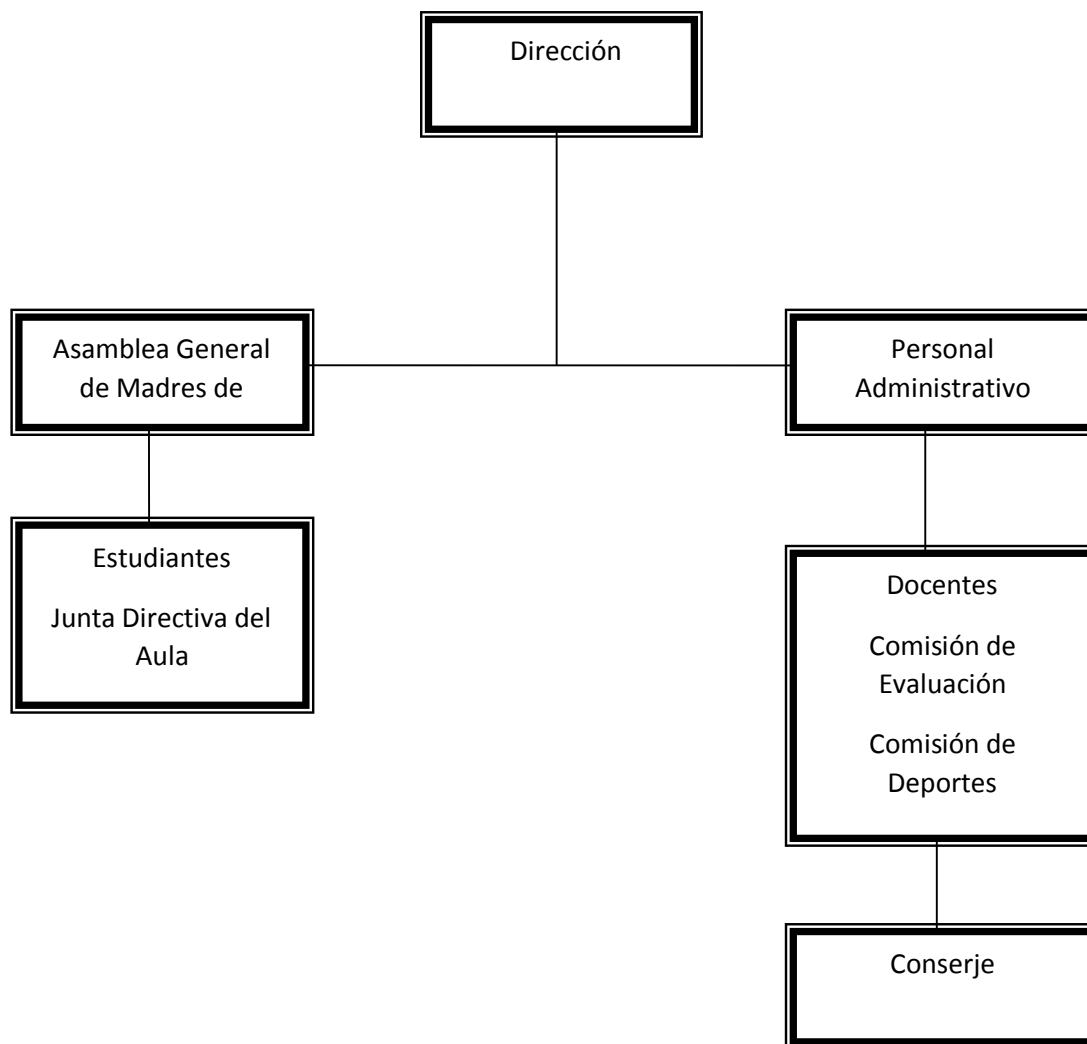 Dirección
Asamblea General
de Madres de
Personal
Administrativo
Estudiantes
Junta Directiva del
Aula
Docentes
Comisión de
Evaluación
Comisión de
Deportes
Conserje